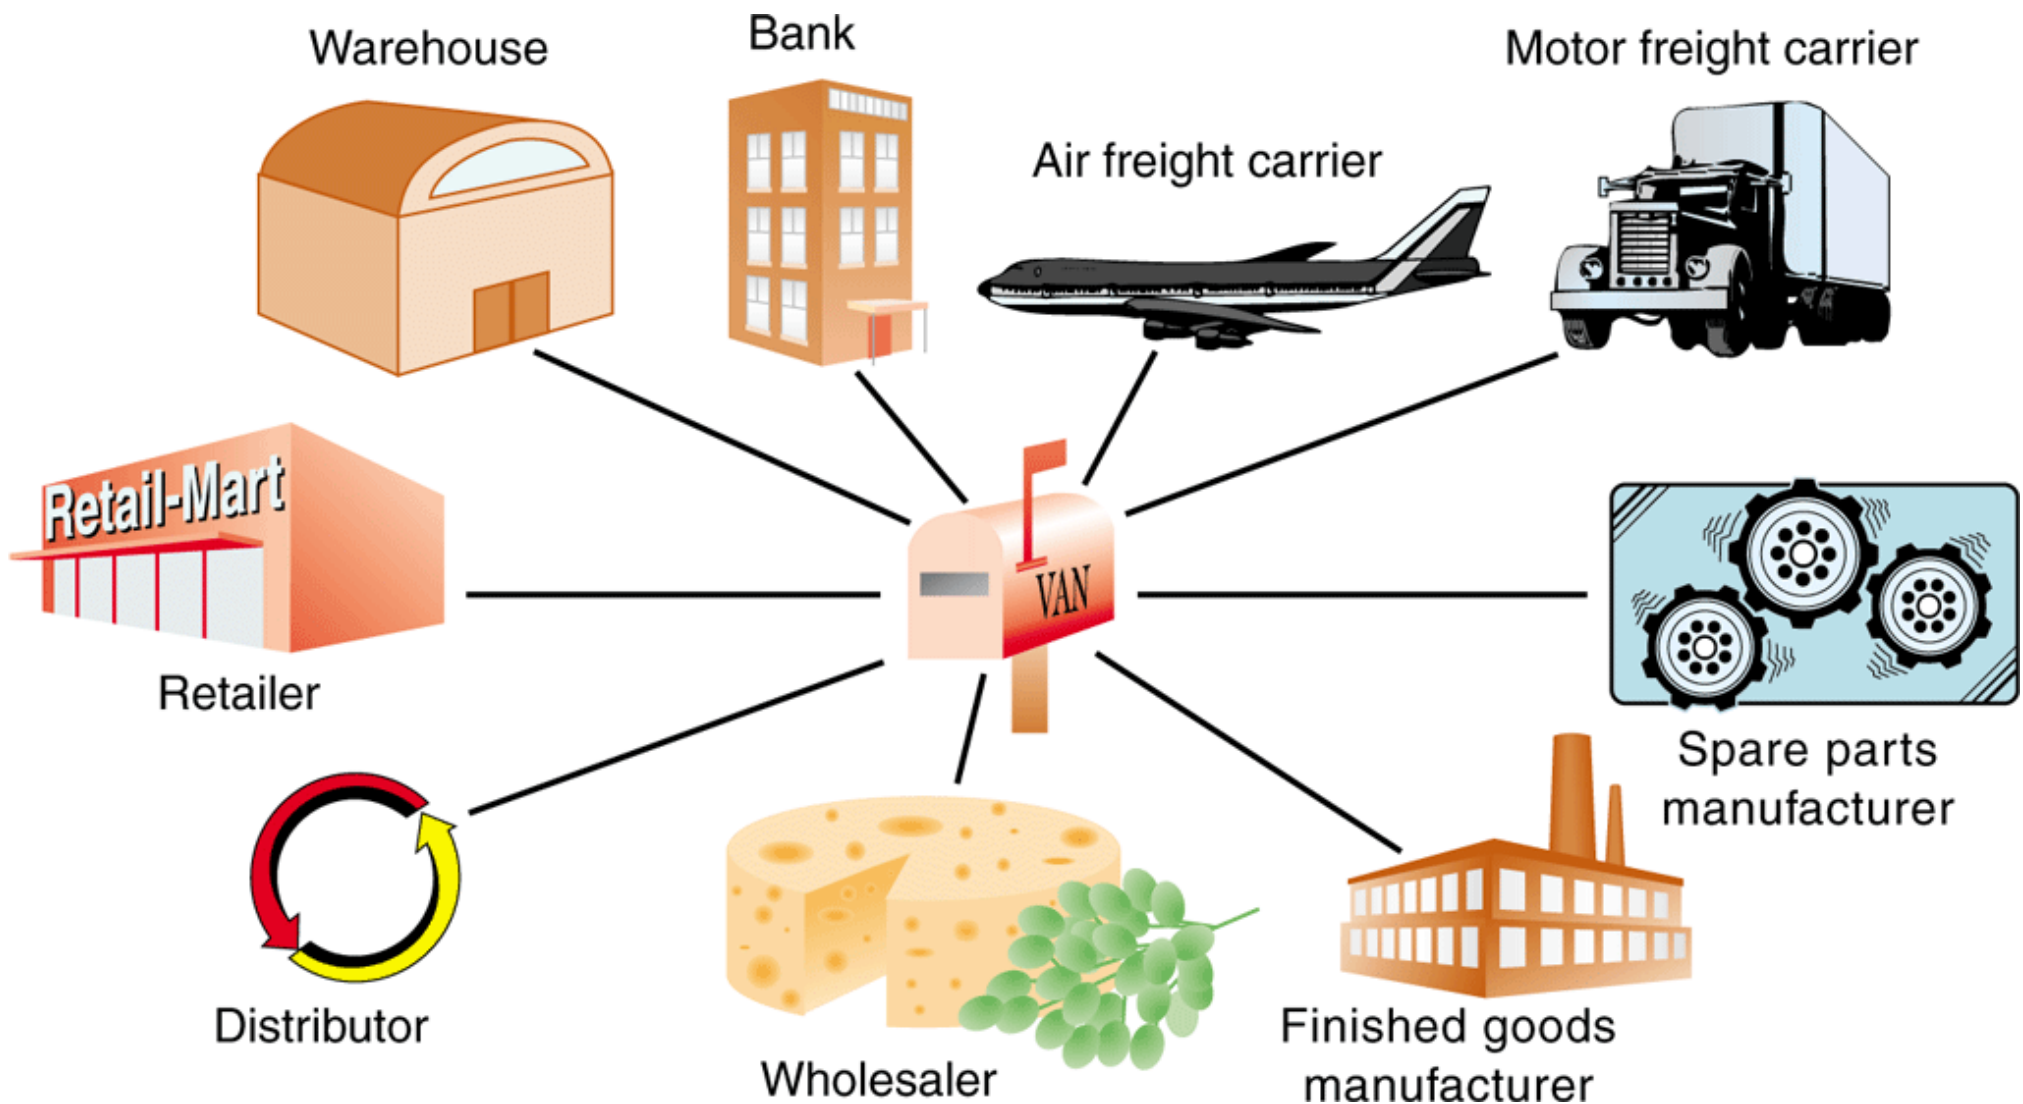 Warehouse
Bank
Motor freight carrier
Air freight carrier
Retail-Mart
VAN
Retailer
Spare parts
manufacturer
Distributor
Wholesaler
Finished goods
manufacturer